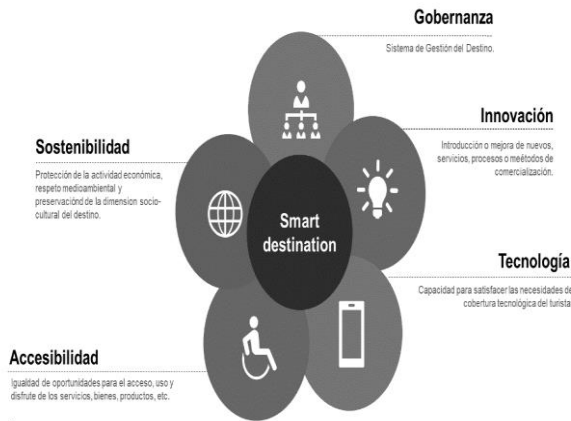 Gobernanza
Sistema de Gestión del Destino.
Innovación
Introducción o mejora de nuevos,
servicios, procesos o meétodos de
comercialización.
Sostenibilidad
Protección de la actividad económica,
respeto medioambiental y
preservaciónd de la dimension socio-
cultural del destino.
Smart
destination
Tecnología
Capacidad para satisfacer las necesidades de
cobertura tecnológica del turista
Accesibilidad
Igualdad de oportunidades para el acceso, uso y
disfrute de los servicios, bienes, productos, etc.